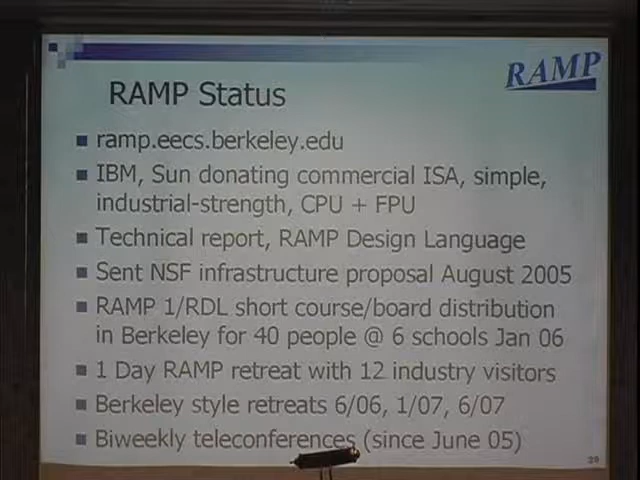 RAMP
RAMP Status
ramp.eecs.berkeley.edu
IBM, Sun donating commercial ISA, simple,
industrial-strength, CPU + FPU
Technical report, RAMP Design Language
Sent NSF infrastructure proposal August 2005
RAMP 1/RDL short course/board distribution
in Berkeley for 40 people @ 6 schools Jan 06
1 Day RAMP retreat with 12 industry visitors
Berkeley style retreats 6/06, 1/07, 6/07
Biweekly teleconferences (since June 05)